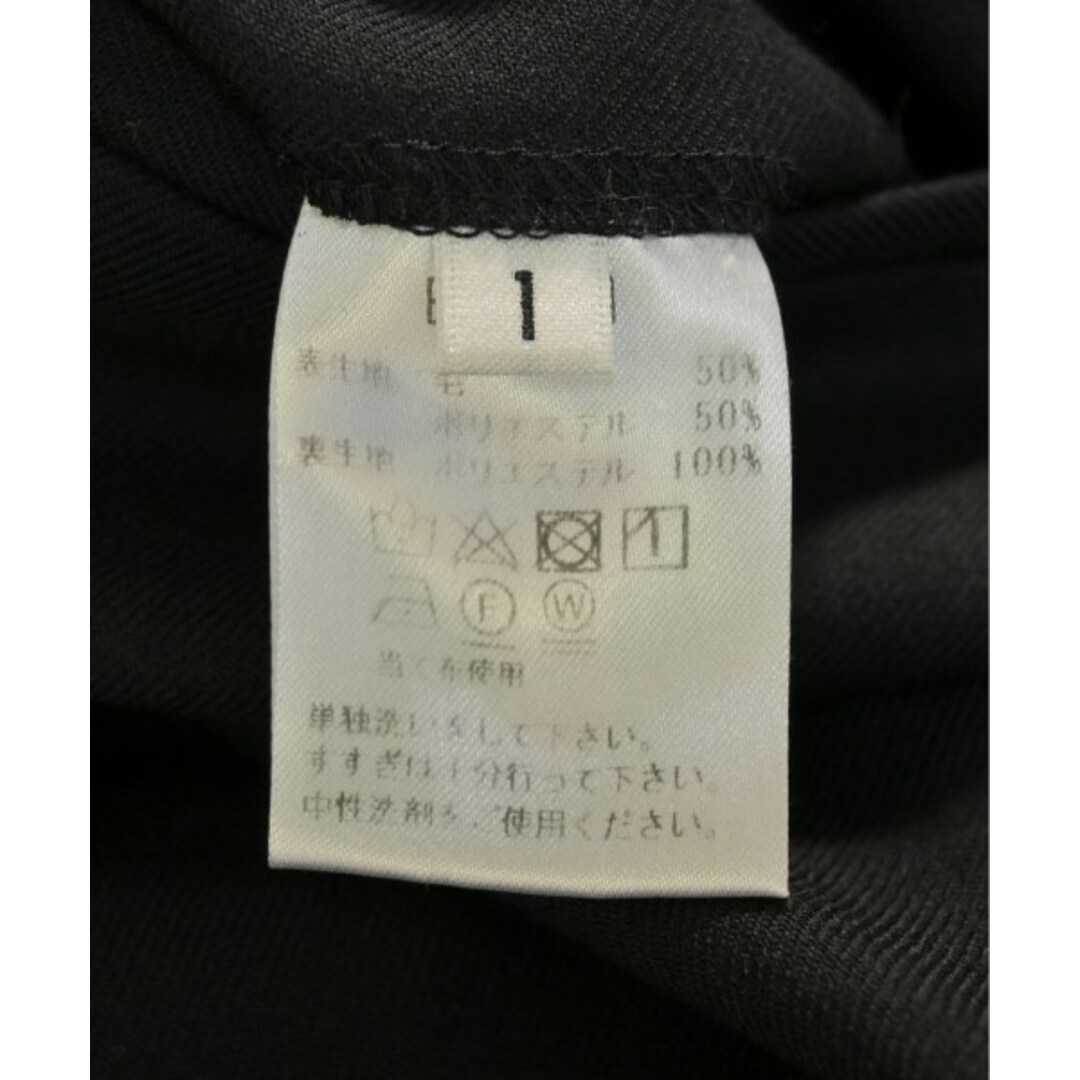 1
表生地 毛 50%
ポリエステル 50%
裏生地 ポリエステル 100%
F W
当て布使用
単独洗いをして下さい。
すすぎは十分行って下さい。
中性洗剤をご使用ください。